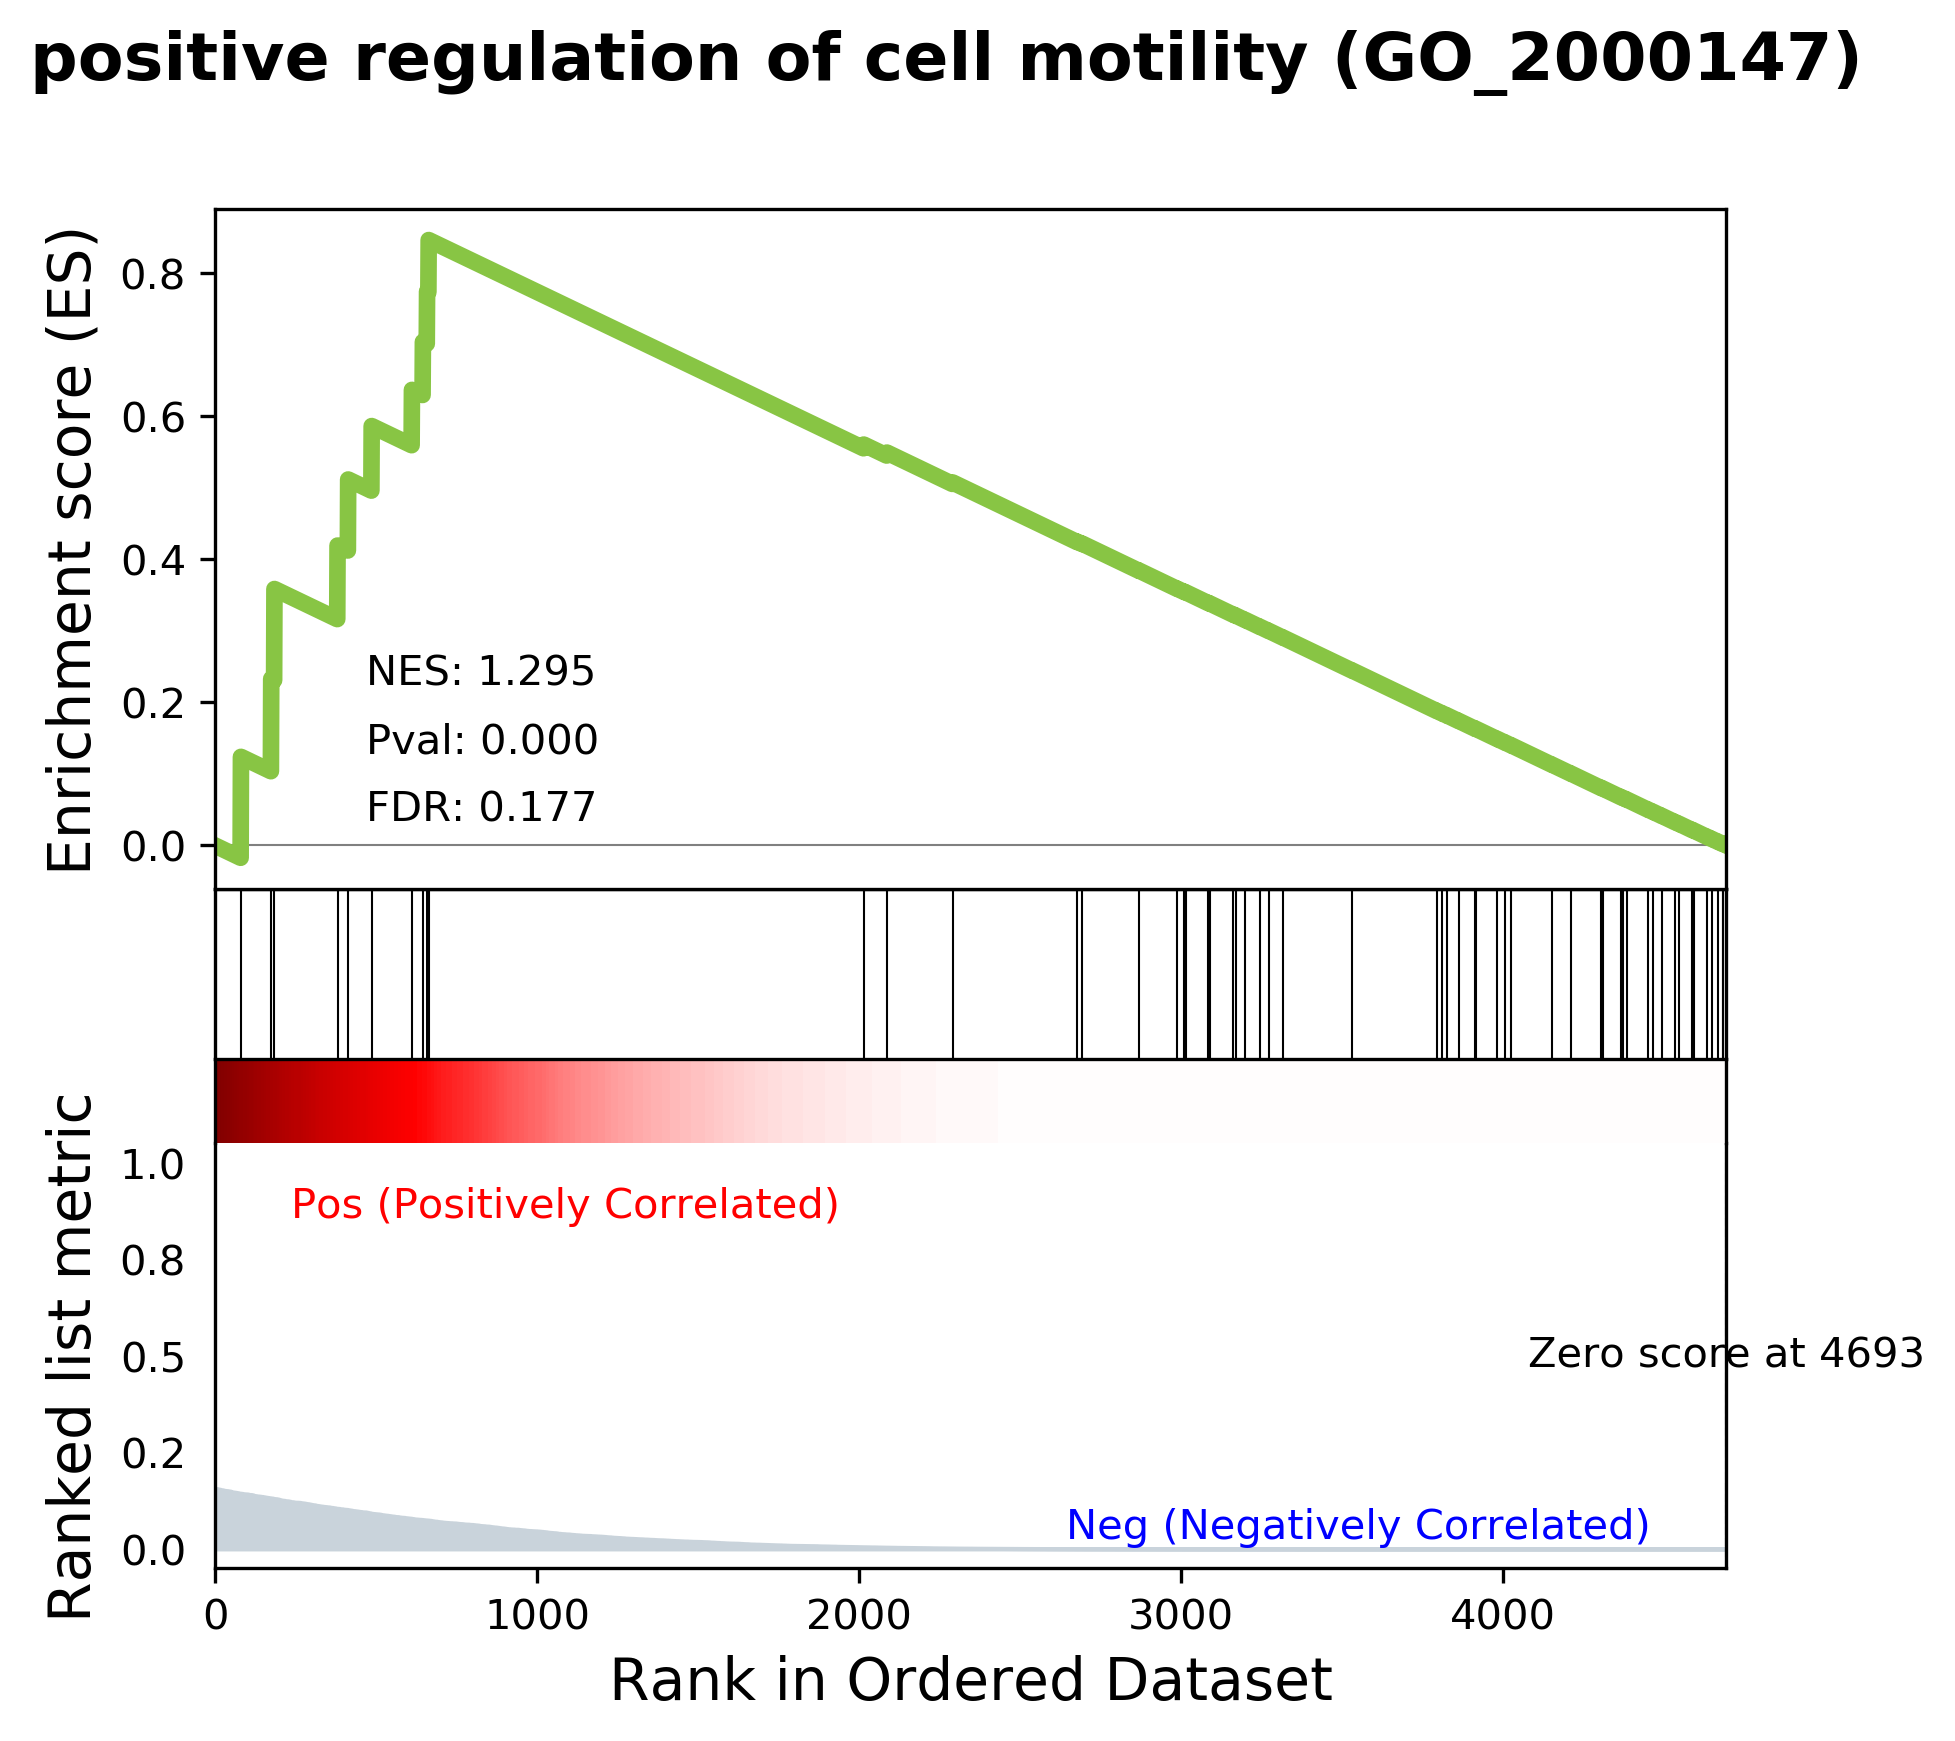 positive regulation of cell motility (GO_2000147)
Enrichment score (ES)
0.8
0.6
0.4
0.2
0.0
NES: 1.295
Pval: 0.000
FDR: 0.177
Ranked list metric
1.0
0.8
0.5
0.2
0.0
Pos (Positively Correlated)
Zero score at 4693
Neg (Negatively Correlated)
0 1000 2000 3000 4000
Rank in Ordered Dataset